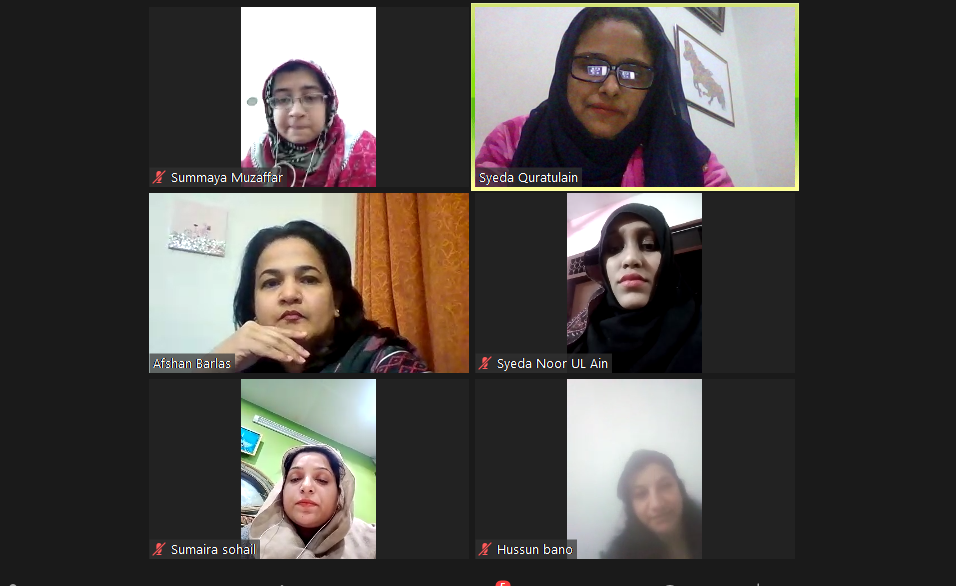 Summaya Muzaffar
Syeda Quratulain
Afshan Barlas
Syeda Noor UL Ain
Sumaira sohail
Hussun bano